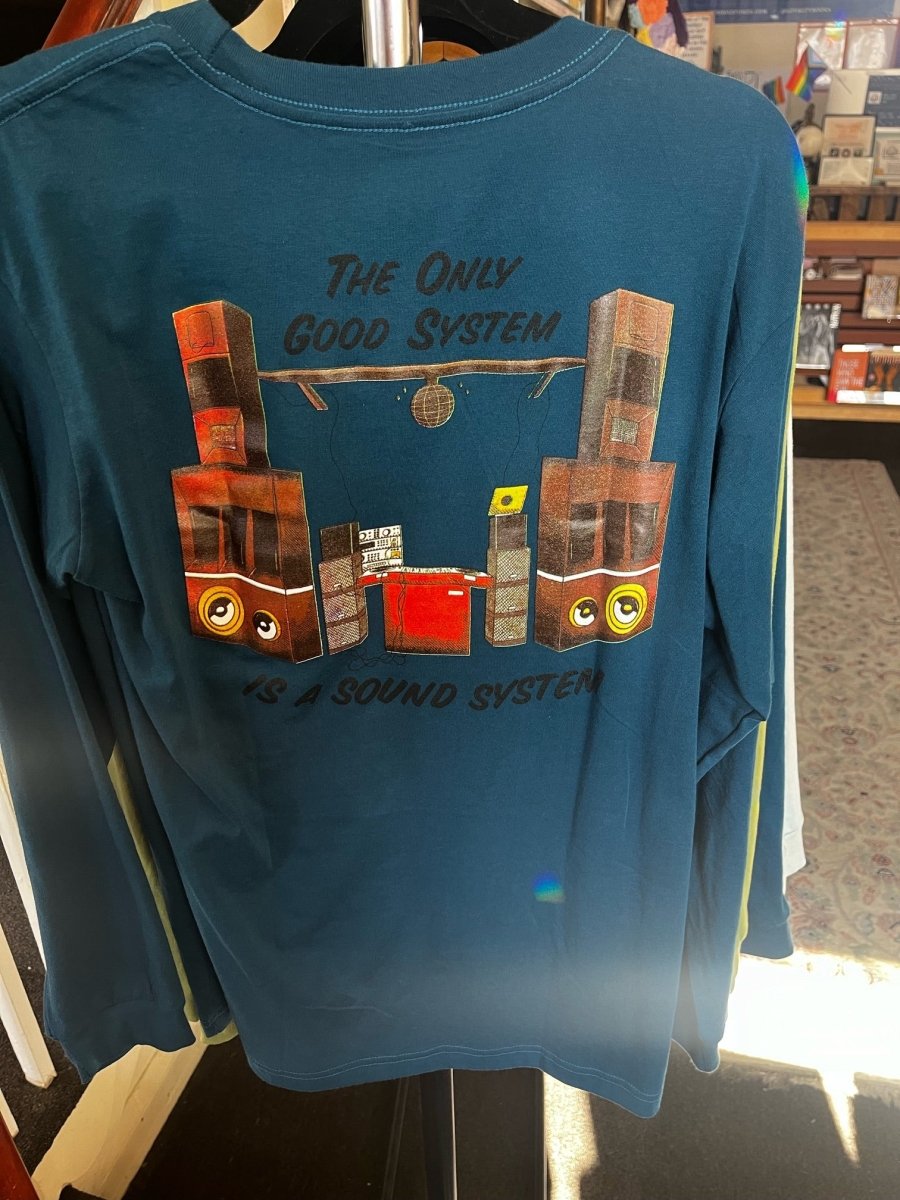 THE ONLY
GOOD SYSTEM
IS A SOUND SYSTEM